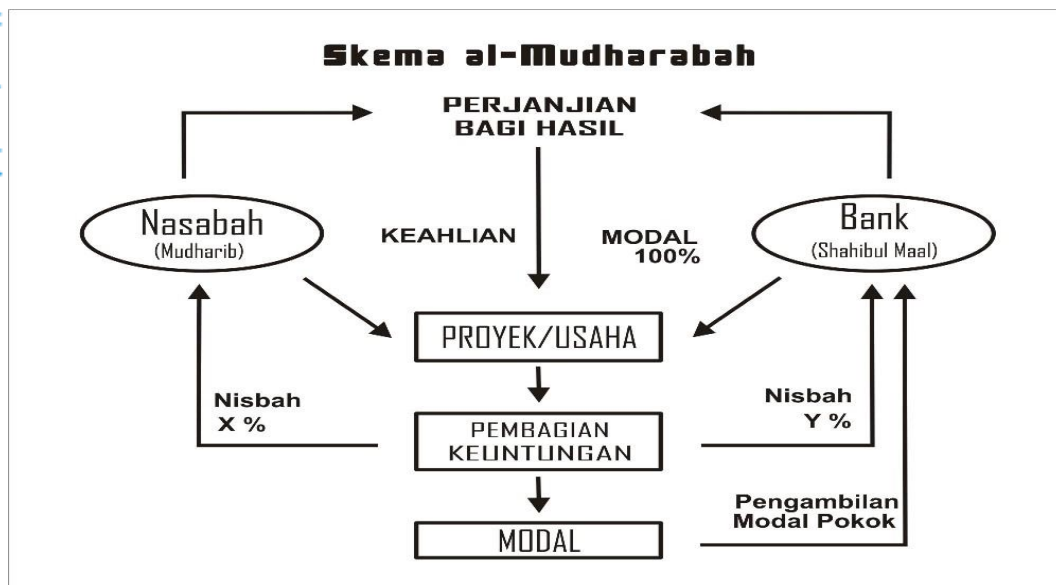 Skema al-Mudharabah
PERJANJIAN
BAGI HASIL
Nasabah
(Mudharib)
KEAHLIAN
MODAL
100%
Bank
(Shahibul Maal)
PROYEK/USAHA
Nisbah
X %
PEMBAGIAN
KEUNTUNGAN
Nisbah
Y %
MODAL
Pengambilan
Modal Pokok